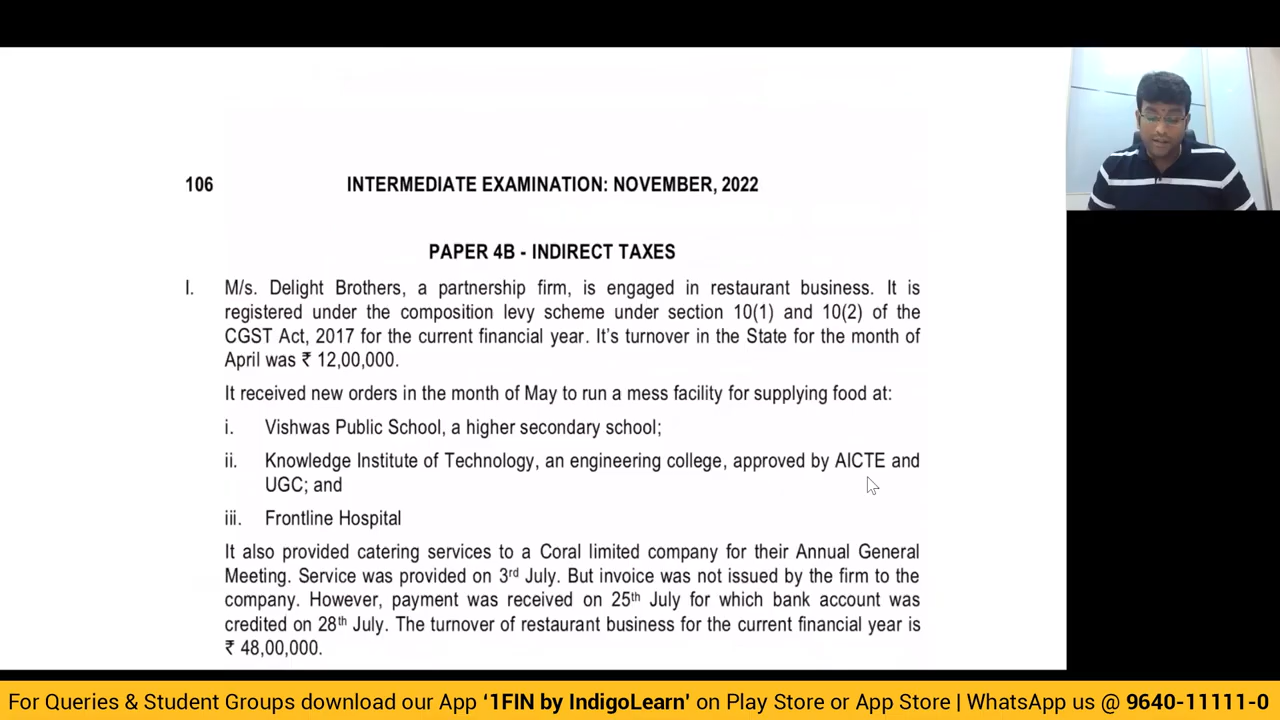 106 INTERMEDIATE EXAMINATION: NOVEMBER, 2022
PAPER 4B - INDIRECT TAXES
I. M/s. Delight Brothers, a partnership firm, is engaged in restaurant business. It is
registered under the composition levy scheme under section 10(1) and 10(2) of the
CGST Act, 2017 for the current financial year. It's turnover in the State for the month of
April was ₹ 12,00,000.
It received new orders in the month of May to run a mess facility for supplying food at:
i. Vishwas Public School, a higher secondary school;
ii. Knowledge Institute of Technology, an engineering college, approved by AICTE and
UGC; and
iii. Frontline Hospital
It also provided catering services to a Coral limited company for their Annual General
Meeting. Service was provided on 3rd July. But invoice was not issued by the firm to the
company. However, payment was received on 25th July for which bank account was
credited on 28th July. The turnover of restaurant business for the current financial year is
₹ 48,00,000.
For Queries & Student Groups download our App '1FIN by IndigoLearn' on Play Store or App Store | WhatsApp us @ 9640-11111-0